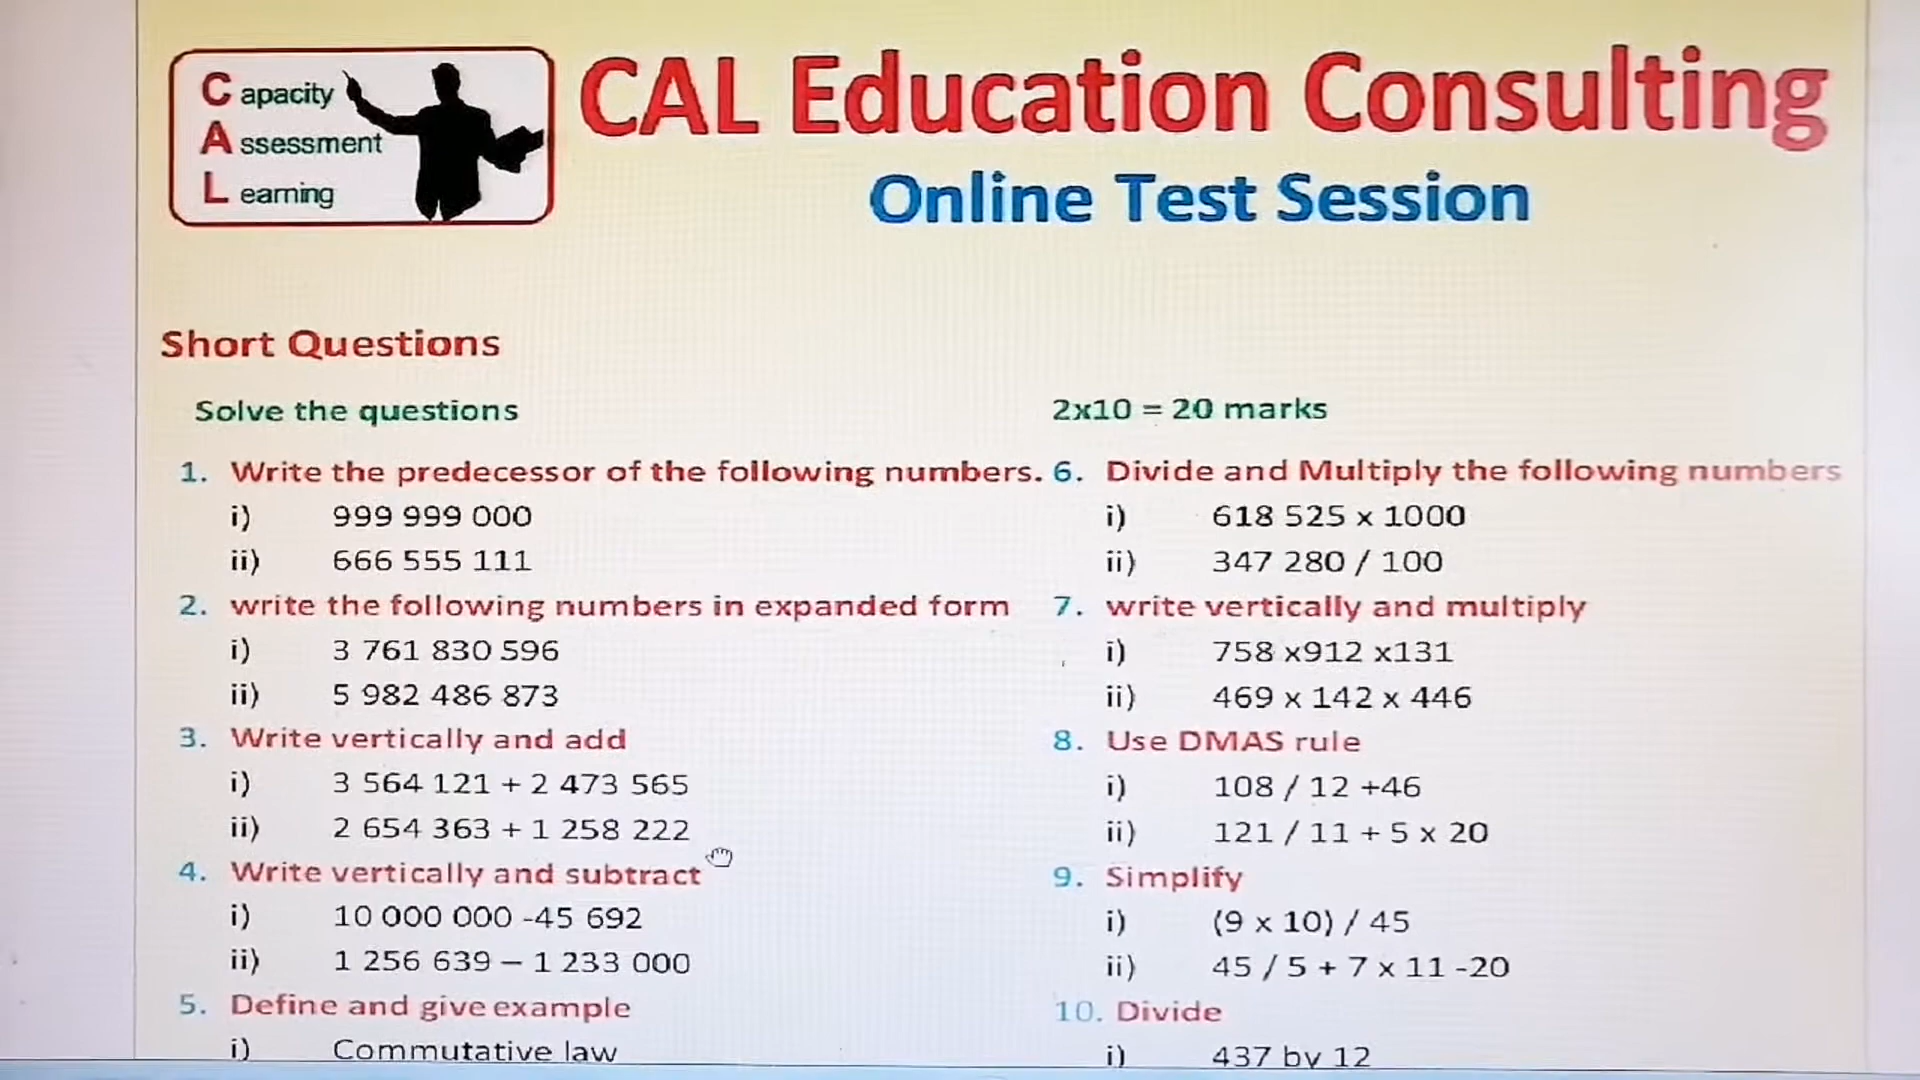 Capacity
Assessment
Learning
CAL Education Consulting
Online Test Session
Short Questions
Solve the questions
2x10 = 20 marks
1. Write the predecessor of the following numbers.
i) 999 999 000
ii) 666 555 111
2. write the following numbers in expanded form
i) 3 761 830 596
ii) 5 982 486 873
3. Write vertically and add
i) 3 564 121 + 2 473 565
ii) 2 654 363 + 1 258 222
4. Write vertically and subtract
i) 10 000 000 -45 692
ii) 1 256 639 – 1 233 000
5. Define and give example
i) Commutative law
6. Divide and Multiply the following numbers
i) 618 525 x 1000
ii) 347 280 / 100
7. write vertically and multiply
i) 758 x912 x131
ii) 469 x 142 x 446
8. Use DMAS rule
i) 108 / 12 +46
ii) 121 / 11 + 5 x 20
9. Simplify
i) (9 x 10) / 45
ii) 45 / 5 + 7 x 11 -20
10. Divide
i) 437 by 12